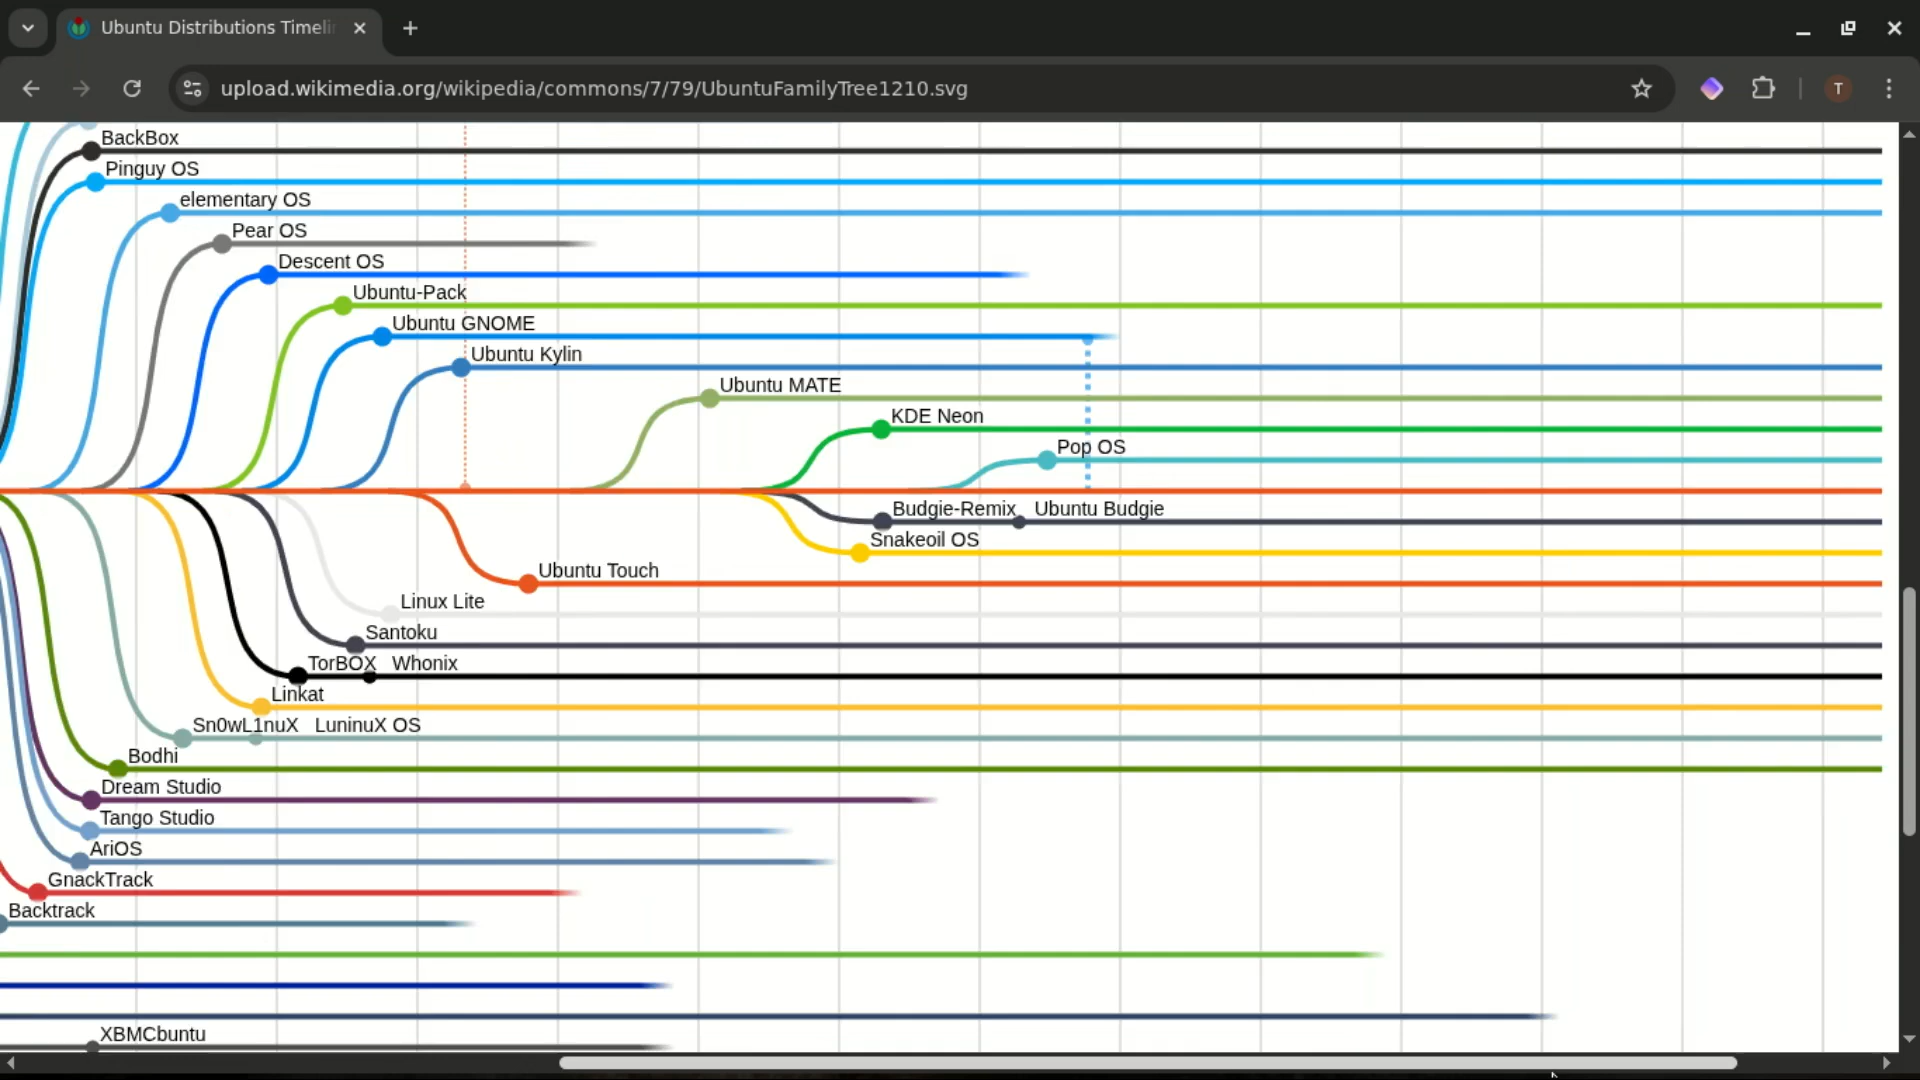 Ubuntu Distributions Timeli
upload.wikimedia.org/wikipedia/commons/7/79/UbuntuFamilyTree1210.svg
T
BackBox
Pinguy OS
elementary OS
Pear OS
Descent OS
Ubuntu-Pack
Ubuntu GNOME
Ubuntu Kylin
Ubuntu MATE
KDE Neon
Pop OS
Budgie-Remix Ubuntu Budgie
Snakeoil OS
Ubuntu Touch
Linux Lite
Santoku
TorBOX Whonix
Linkat
Sn0wL1nuX LuninuX OS
Bodhi
Dream Studio
Tango Studio
AriOS
GnackTrack
Backtrack
XBMCbuntu